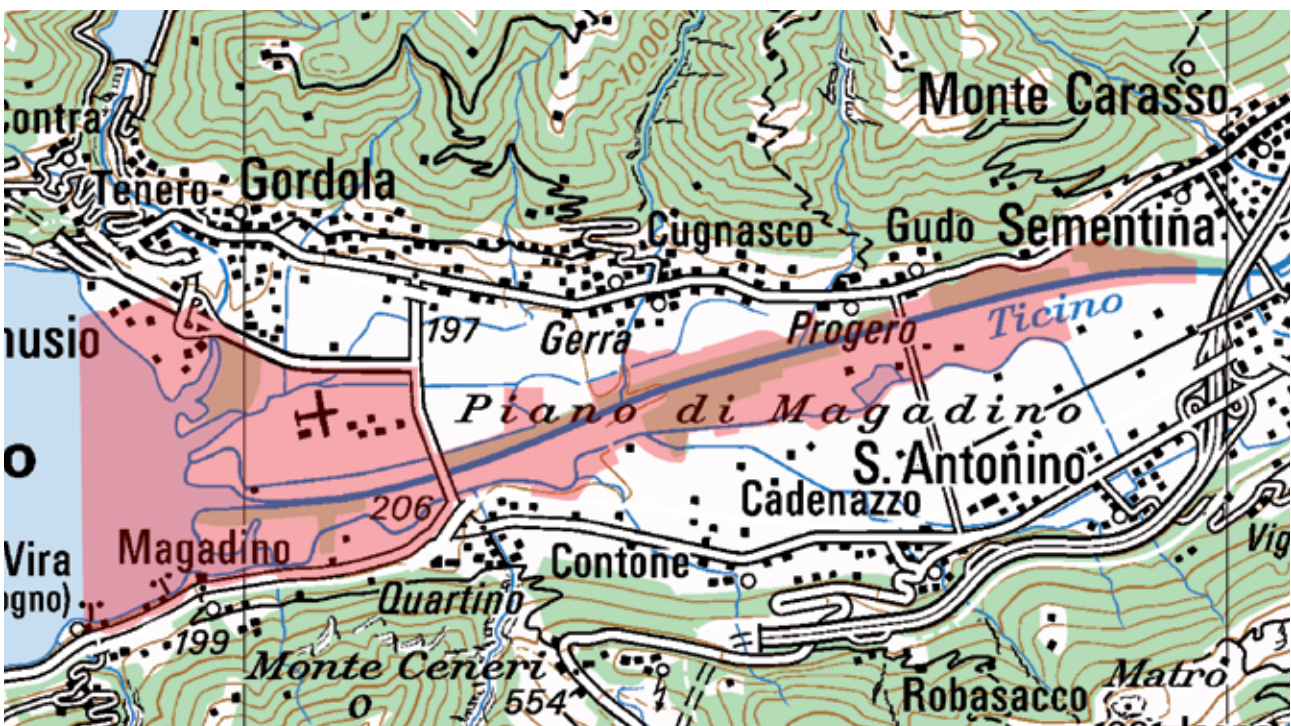 1000
Monte Carasso
Contra
Tenero-
Gordola
Cugnasco
Gudo
Sementina
nusio
197
Gerra
Progero
Ticino
Piano di Magadino
o
S. Antonino
206
Cadenazzo
Vira
Magadino
Contone
Vig
ogno)
Quartino
199
Monte Ceneri
Matro
o
554
Robasacco